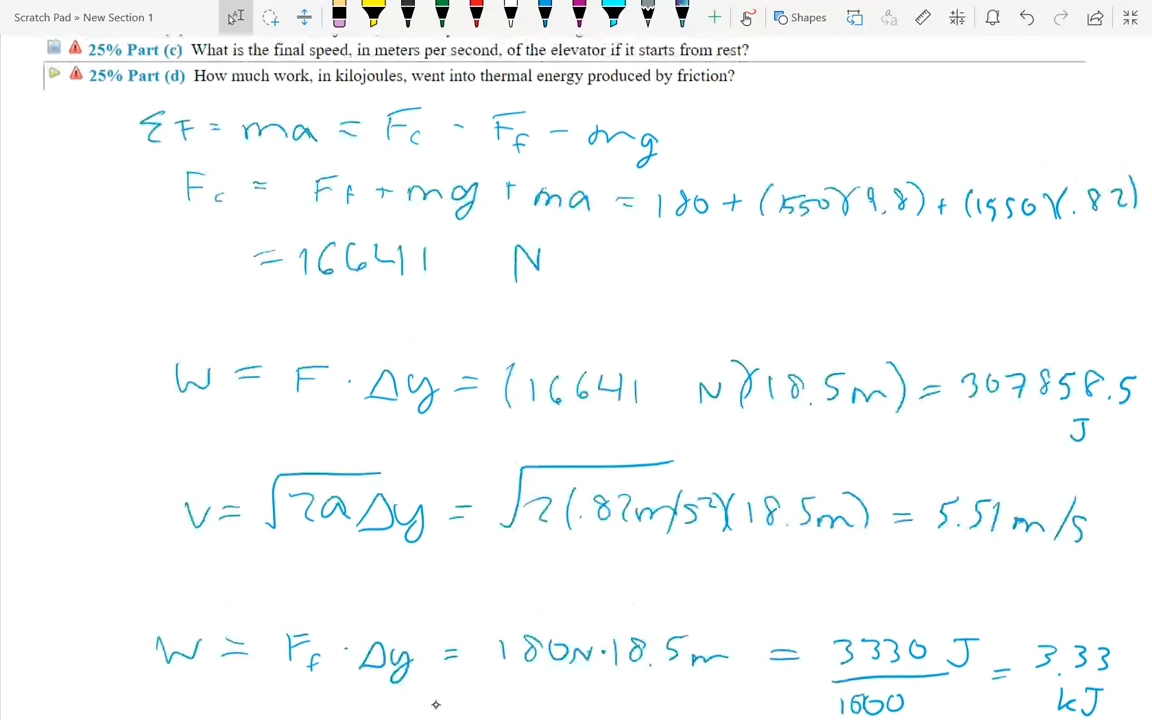 Scratch Pad » New Section 1
Shapes
25% Part (c) What is the final speed, in meters per second, of the elevator if it starts from rest?
25% Part (d) How much work, in kilojoules, went into thermal energy produced by friction?
ΣF = ma = Fc - Ff - mg
Fc = Ff + mg + ma = 180 + (1550)(9.8) + (1550)(.82)
= 16641 N
W = F · Δy = (16641 N)(18.5m) = 307858.5
J
v = √2aΔy = √2(.82m/s²)(18.5m) = 5.51 m/s
W = Ff · Δy = 180N·18.5m = 3330 J = 3.33
1000 kJ